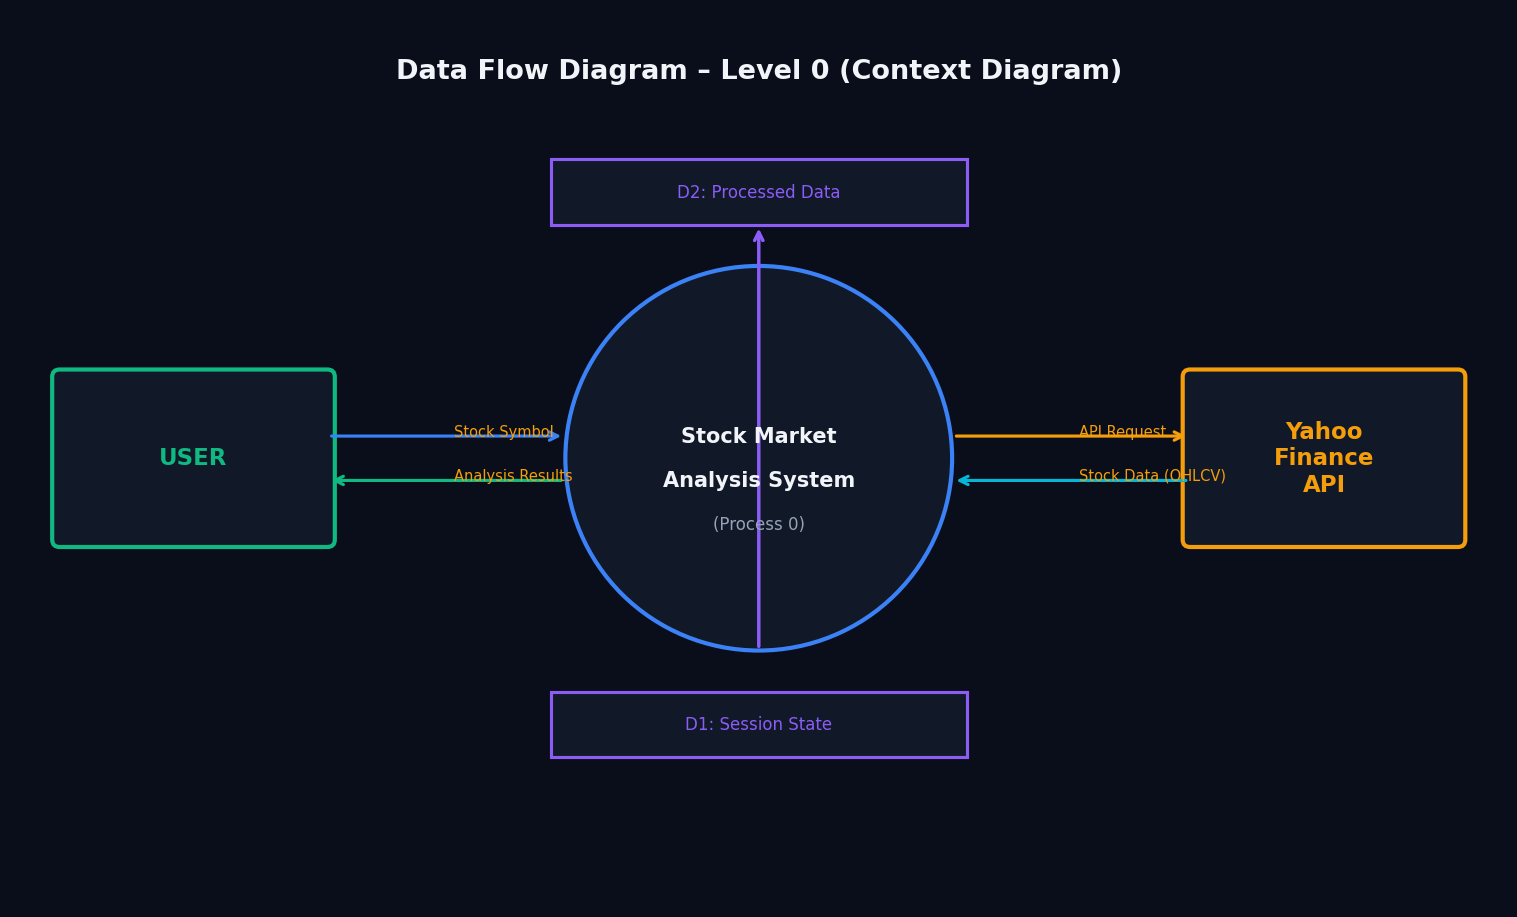 Data Flow Diagram – Level 0 (Context Diagram)
D2: Processed Data
USER
Stock Symbol
Analysis Results
Stock Market
Analysis System
(Process 0)
API Request
Stock Data (OHLCV)
Yahoo
Finance
API
D1: Session State